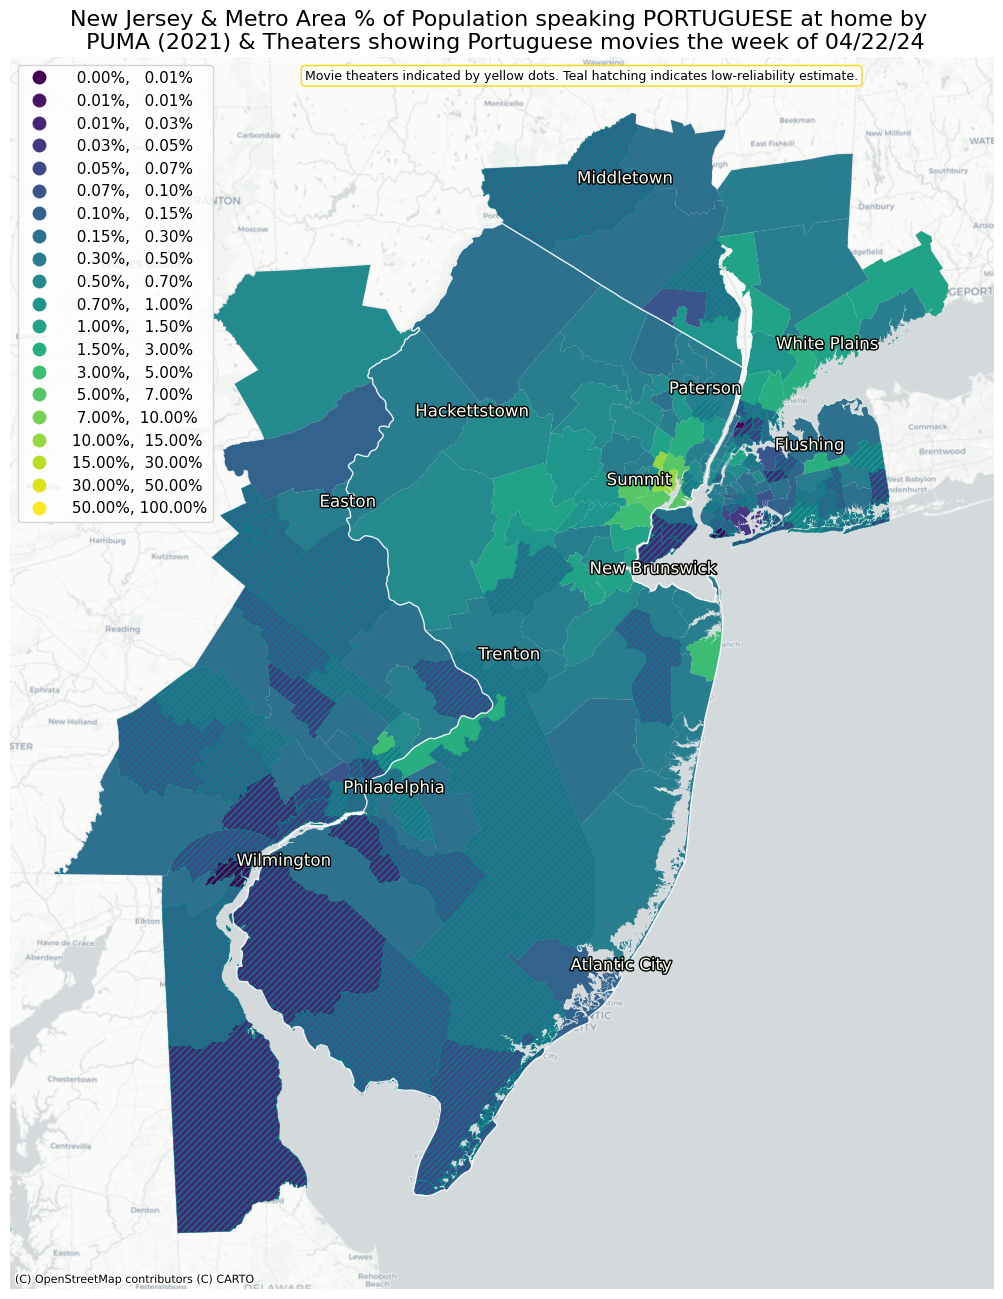 New Jersey & Metro Area % of Population speaking PORTUGUESE at home by
PUMA (2021) & Theaters showing Portuguese movies the week of 04/22/24
Movie theaters indicated by yellow dots. Teal hatching indicates low-reliability estimate.
0.00%, 0.01%
0.01%, 0.01%
0.01%, 0.03%
0.03%, 0.05%
0.05%, 0.07%
0.07%, 0.10%
0.10%, 0.15%
0.15%, 0.30%
0.30%, 0.50%
0.50%, 0.70%
0.70%, 1.00%
1.00%, 1.50%
1.50%, 3.00%
3.00%, 5.00%
5.00%, 7.00%
7.00%, 10.00%
10.00%, 15.00%
15.00%, 30.00%
30.00%, 50.00%
50.00%, 100.00%
Wawarsing
Monticello
Beekman
Carbondale
New Milford
East Fishkill
Southbury
Middletown
Danbury
Moscow
White Plains
Paterson
Hackettstown
Commack
Flushing
Brentwood
Summit
West Babylon
Easton
Hamburg
Kutztown
New Brunswick
Reading
Trenton
Ephrata
New Holland
Philadelphia
Wilmington
Elkton
Havre de Grace
Aberdeen
Atlantic City
CITY
City
Chestertown
Centreville
Denton
Easton
Lewes
Rehoboth
Beach
Federalsburg
DELAWARE
(C) OpenStreetMap contributors (C) CARTO